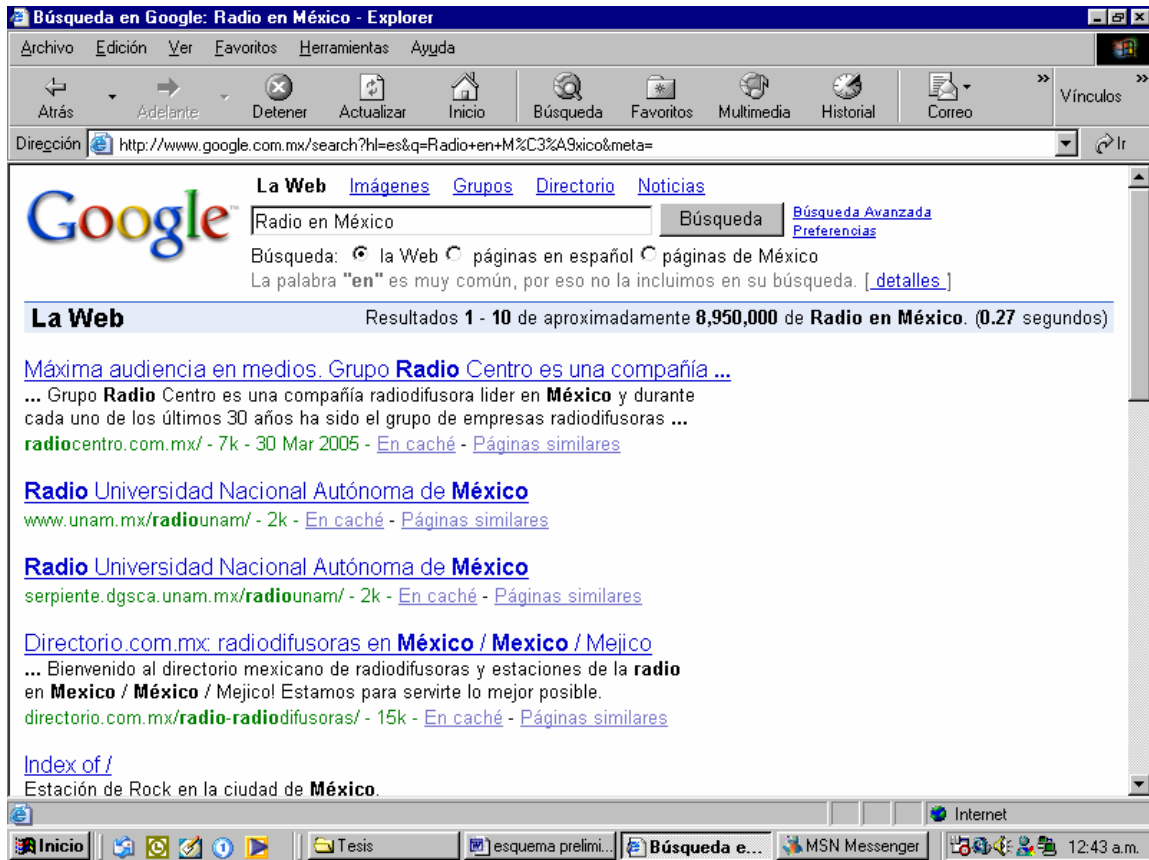 Búsqueda en Google: Radio en México - Explorer
Archivo Edición Ver Favoritos Herramientas Ayuda
Atrás Adelante Detener Actualizar Inicio Búsqueda Favoritos Multimedia Historial Correo » Vínculos »
Dirección http://www.google.com.mx/search?hl=es&q=Radio+en+M%C3%A9xico&meta= Ir
La Web Imágenes Grupos Directorio Noticias
Google™ Radio en México Búsqueda Búsqueda Avanzada
Preferencias
Búsqueda: la Web páginas en español páginas de México
La palabra "en" es muy común, por eso no la incluimos en su búsqueda. [ detalles ]
La Web Resultados 1 - 10 de aproximadamente 8,950,000 de Radio en México. (0.27 segundos)
Máxima audiencia en medios. Grupo Radio Centro es una compañía ...
... Grupo Radio Centro es una compañía radiodifusora lider en México y durante
cada uno de los últimos 30 años ha sido el grupo de empresas radiodifusoras ...
radiocentro.com.mx/ - 7k - 30 Mar 2005 - En caché - Páginas similares
Radio Universidad Nacional Autónoma de México
www.unam.mx/radiounam/ - 2k - En caché - Páginas similares
Radio Universidad Nacional Autónoma de México
serpiente.dgsca.unam.mx/radiounam/ - 2k - En caché - Páginas similares
Directorio.com.mx: radiodifusoras en México / Mexico / Mejico
... Bienvenido al directorio mexicano de radiodifusoras y estaciones de la radio
en Mexico / México / Mejico! Estamos para servirte lo mejor posible.
directorio.com.mx/radio-radiodifusoras/ - 15k - En caché - Páginas similares
Index of /
Estación de Rock en la ciudad de México.
Internet
Inicio Tesis esquema prelimi... Búsqueda e... MSN Messenger 12:43 a.m.